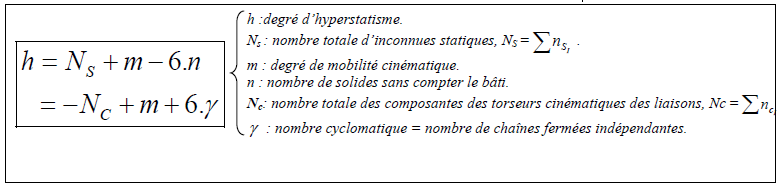 h :degré d'hyperstatisme.
h = N_S + m − 6.n
N_s : nombre totale d'inconnues statiques, N_S = ∑ n_{S_i} .
m : degré de mobilité cinématique.
n : nombre de solides sans compter le bâti.
= −N_C + m + 6.γ
N_c: nombre totale des composantes des torseurs cinématiques des liaisons, Nc = ∑ n_{c_i}
γ : nombre cyclomatique = nombre de chaînes fermées indépendantes.